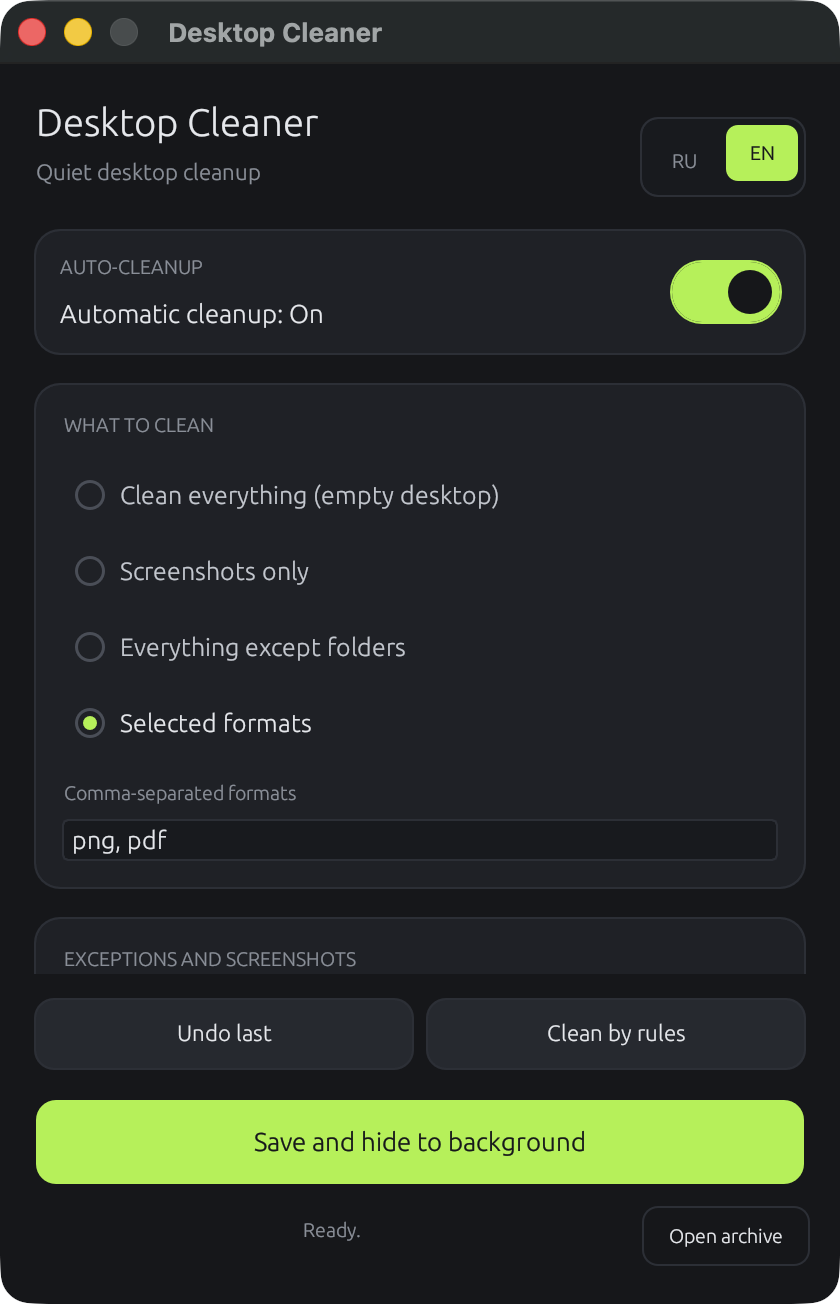 Desktop Cleaner
Desktop Cleaner
Quiet desktop cleanup
RU
EN
AUTO-CLEANUP
Automatic cleanup: On
WHAT TO CLEAN
Clean everything (empty desktop)
Screenshots only
Everything except folders
Selected formats
Comma-separated formats
png, pdf
EXCEPTIONS AND SCREENSHOTS
Undo last
Clean by rules
Save and hide to background
Ready.
Open archive